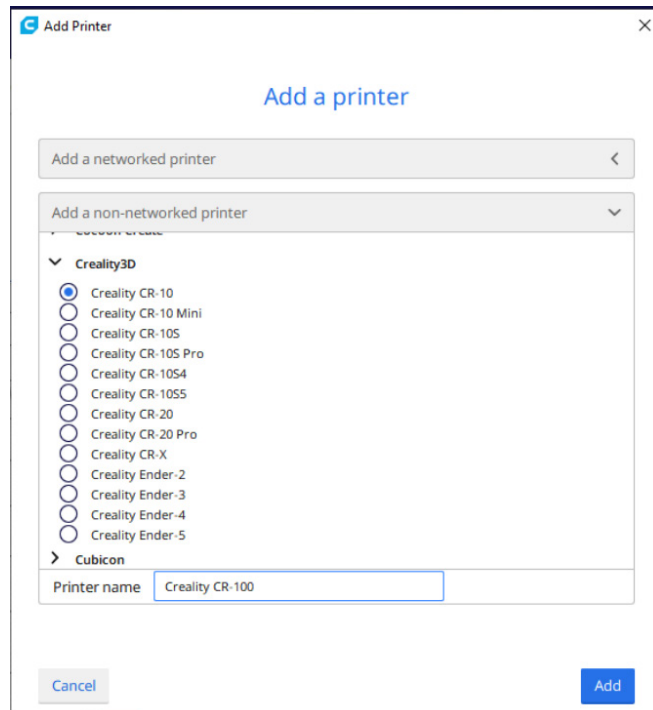 Add Printer
Add a printer
Add a networked printer
Add a non-networked printer
Cocoon Create
Creality3D
Creality CR-10
Creality CR-10 Mini
Creality CR-10S
Creality CR-10S Pro
Creality CR-10S4
Creality CR-10S5
Creality CR-20
Creality CR-20 Pro
Creality CR-X
Creality Ender-2
Creality Ender-3
Creality Ender-4
Creality Ender-5
Cubicon
Printer name Creality CR-100
Cancel Add